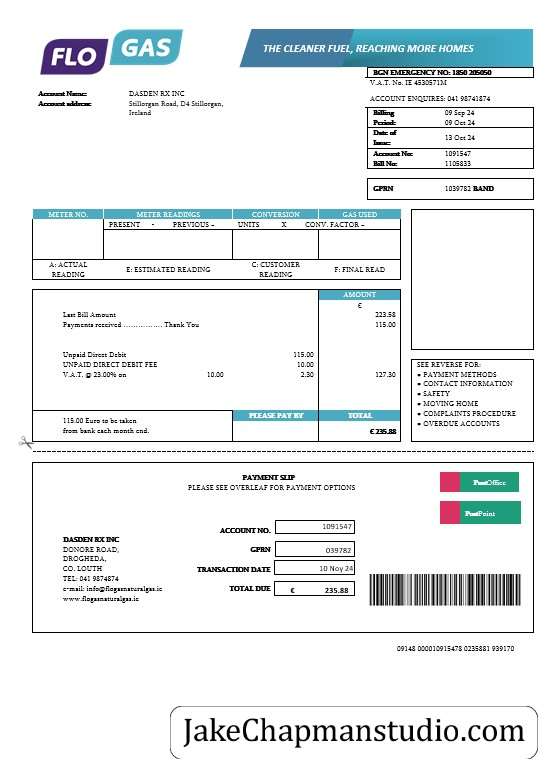 FLO GAS
THE CLEANER FUEL, REACHING MORE HOMES
BGN EMERGENCY NO: 1850 205050
V.A.T. No. IE 4530571M
ACCOUNT ENQUIRES: 041 98741874
Account Name: DASDEN RX INC
Account address: Stillorgan Road, D4 Stillorgan,
Ireland
Billing 09 Sep 24
Period: 09 Oct 24
Date of
Issue: 13 Oct 24
Account No: 1091547
Bill No: 1105833
GPRN 1039782 BAND
METER NO. METER READINGS CONVERSION GAS USED
PRESENT - PREVIOUS = UNITS X CONV. FACTOR =
A: ACTUAL READING
E: ESTIMATED READING
C: CUSTOMER READING
F: FINAL READ
AMOUNT
£
Last Bill Amount 223.58
Payments received ................ Thank You 115.00
Unpaid Direct Debit 115.00
UNPAID DIRECT DEBIT FEE 10.00
V.A.T. @ 23.00% on 10.00 2.30 127.30
SEE REVERSE FOR:
● PAYMENT METHODS
● CONTACT INFORMATION
● SAFETY
● MOVING HOME
● COMPLAINTS PROCEDURE
● OVERDUE ACCOUNTS
115.00 Euro to be taken
from bank each month end.
PLEASE PAY BY TOTAL
€ 235.88
PAYMENT SLIP
PLEASE SEE OVERLEAF FOR PAYMENT OPTIONS
PostOffice
PostPoint
ACCOUNT NO. 1091547
GPRN 039782
TRANSACTION DATE 10 Noy 24
TOTAL DUE € 235.88
DASDEN RX INC
DONORE ROAD,
DROGHEDA,
CO. LOUTH
TEL: 041 9874874
e-mail: info@flogasnaturalgas.ie
www.flogasnaturalgas.ie
09148 000010915478 0235881 939170
JakeChapmanstudio.com